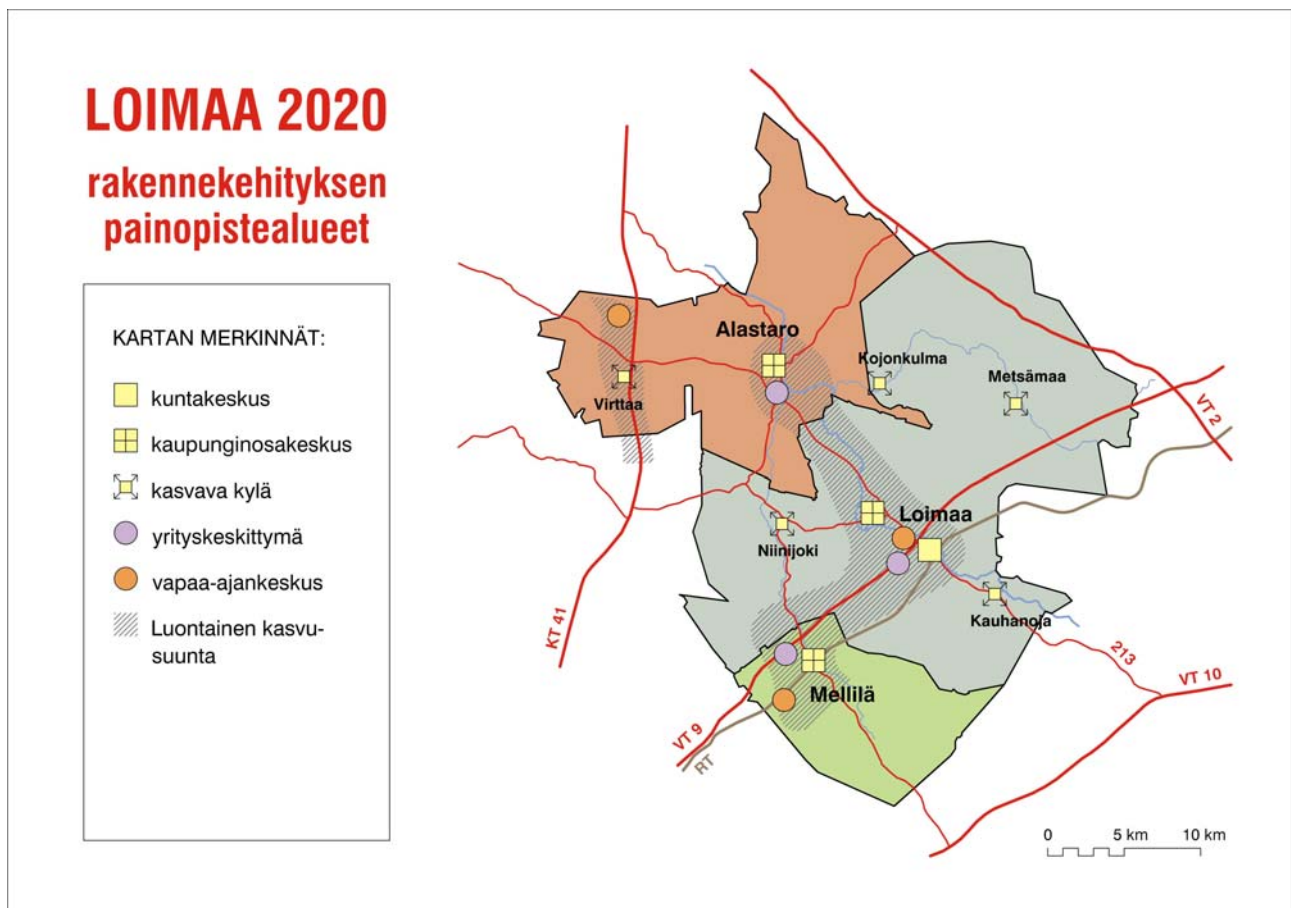 LOIMAA 2020
rakennekehityksen
painopistealueet
KARTAN MERKINNÄT:
kuntakeskus
kaupunginosakeskus
kasvava kylä
yrityskeskittymä
vapaa-ajankeskus
Luontainen kasvu-
suunta
Alastaro
Kojonkulma
Metsämaa
Virttaa
VT 2
Loimaa
Niinijoki
Kauhanoja
KT 41
213
VT 10
Mellilä
VT 9
RT
0 5 km 10 km